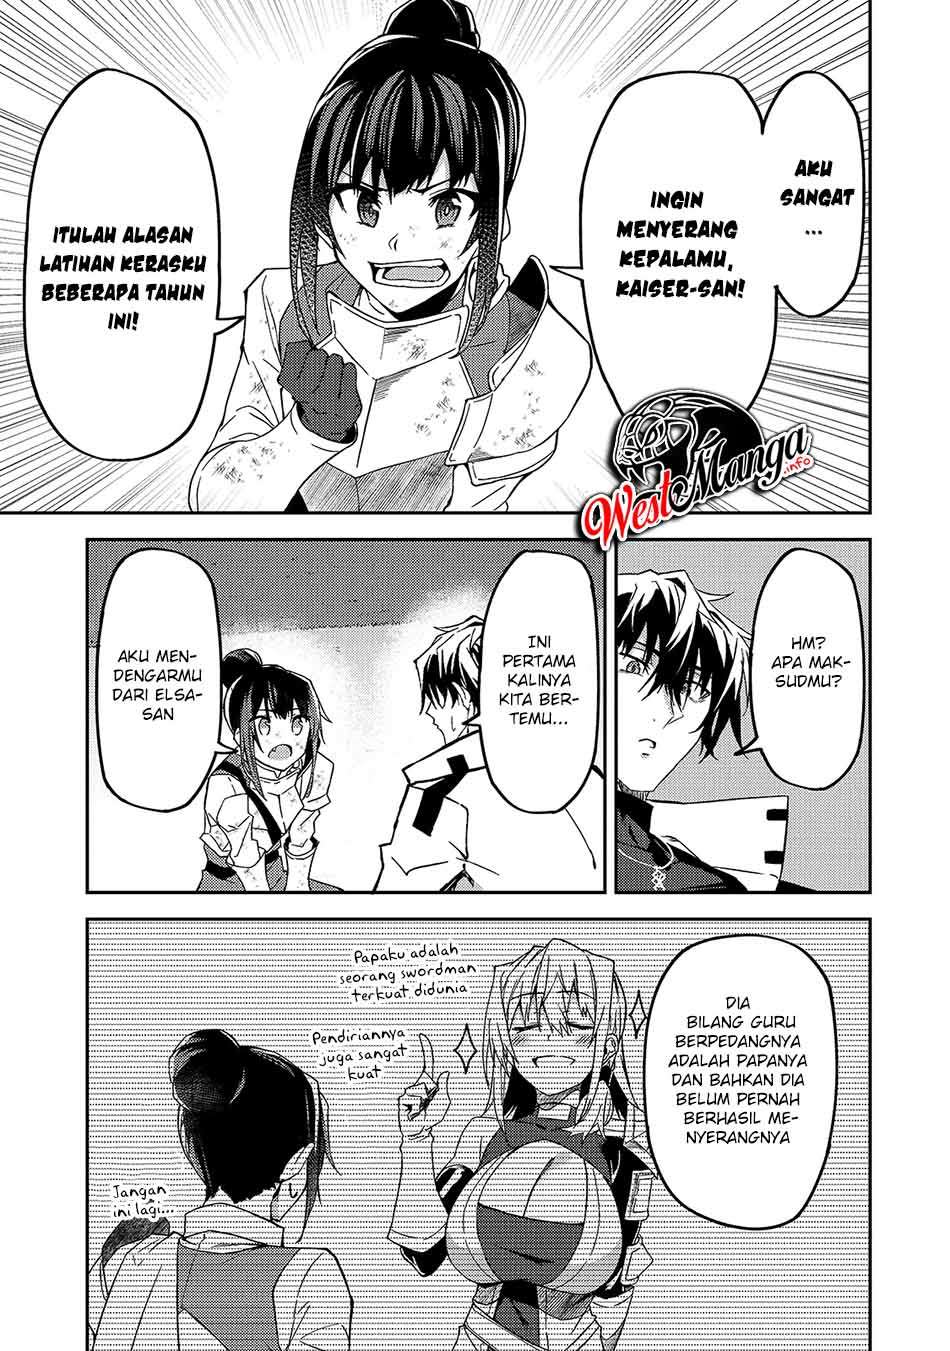 AKU
SANGAT
...
INGIN
MENYERANG
KEPALAMU,
KAISER-SAN!
ITULAH ALASAN
LATIHAN KERASKU
BEBERAPA TAHUN
INI!
WestManga.info
HM?
APA MAK-
SUDMU?
INI
PERTAMA
KALINYA
KITA BER-
TEMU...
AKU MEN-
DENGARMU
DARI ELSA-
SAN
DIA
BILANG GURU
BERPEDANGNYA
ADALAH PAPANYA
DAN BAHKAN DIA
BELUM PERNAH
BERHASIL ME-
NYERANGNYA
Papaku adalah
seorang swordman
terkuat didunia
Pendiriannya
juga sangat
kuat
Jangan
ini lagi...